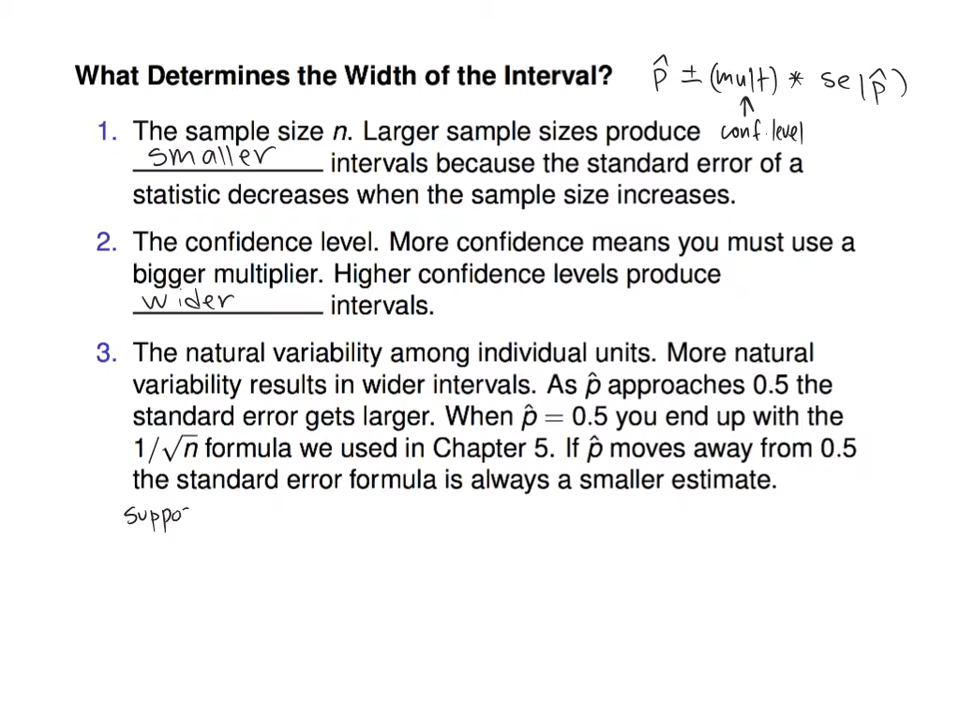 What Determines the Width of the Interval? p̂ ± (mult) * se(p̂)
↑
1. The sample size n. Larger sample sizes produce conf. level
smaller intervals because the standard error of a
statistic decreases when the sample size increases.
2. The confidence level. More confidence means you must use a
bigger multiplier. Higher confidence levels produce
wider intervals.
3. The natural variability among individual units. More natural
variability results in wider intervals. As p̂ approaches 0.5 the
standard error gets larger. When p̂ = 0.5 you end up with the
1/√n formula we used in Chapter 5. If p̂ moves away from 0.5
the standard error formula is always a smaller estimate.
suppo